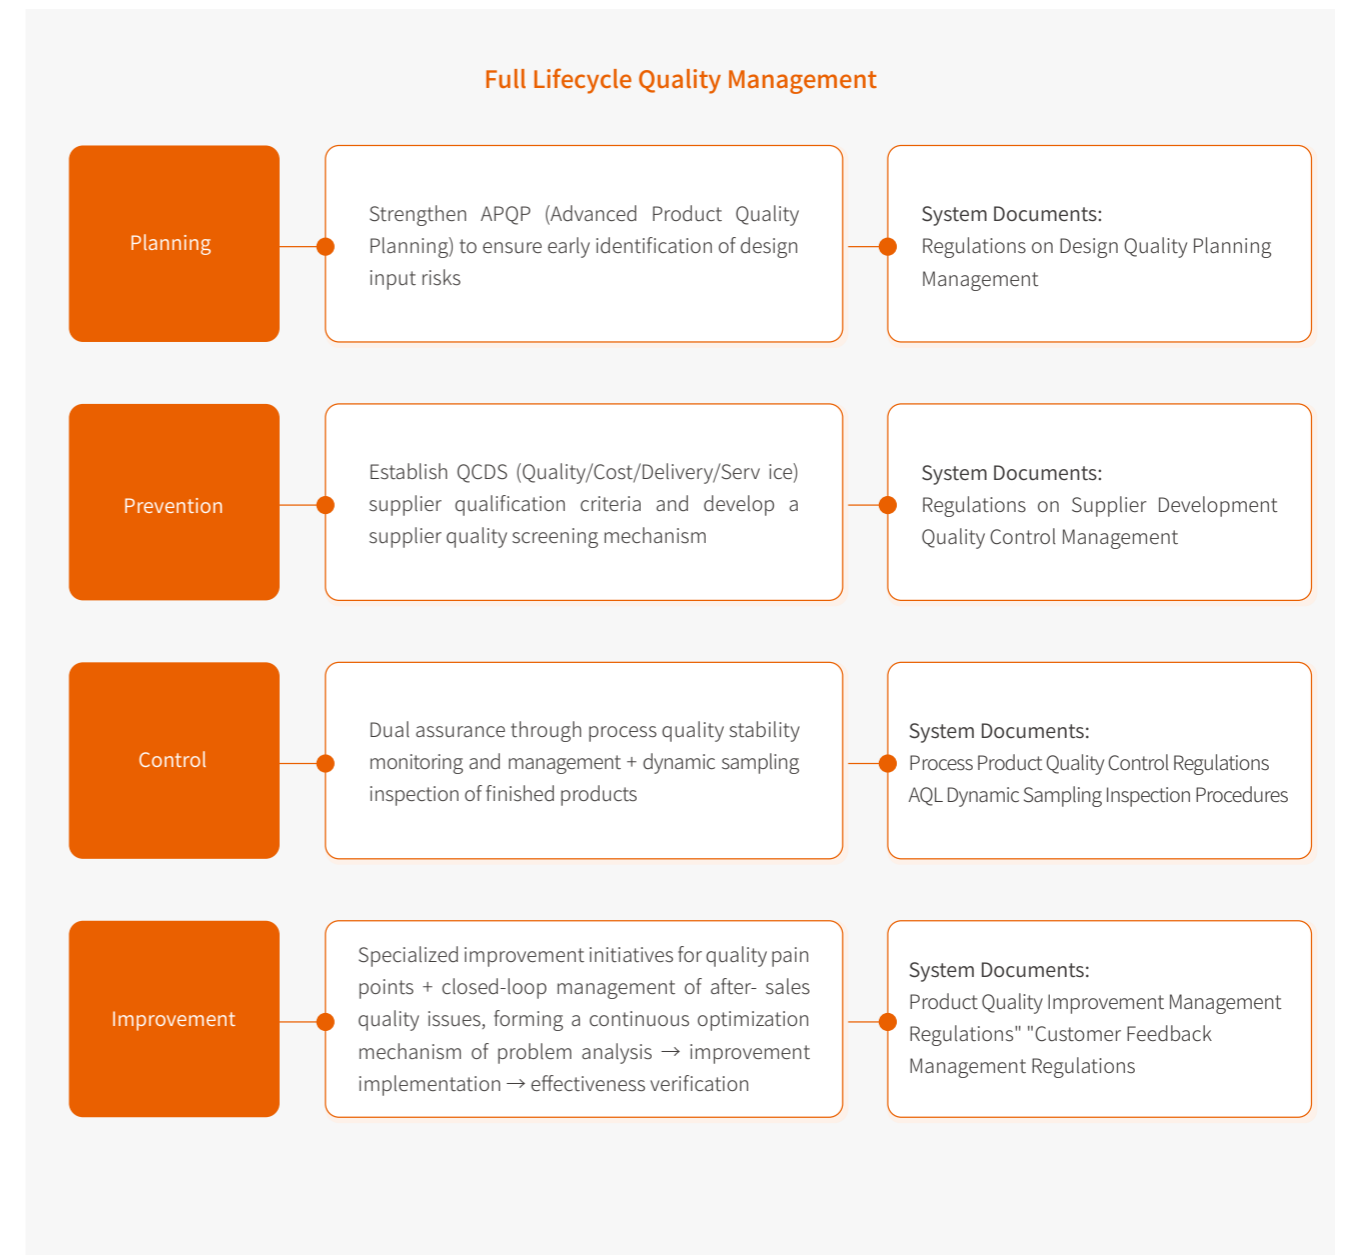 Full Lifecycle Quality Management
Planning
Strengthen APQP (Advanced Product Quality
Planning) to ensure early identification of design
input risks
System Documents:
Regulations on Design Quality Planning
Management
Prevention
Establish QCDS (Quality/Cost/Delivery/Serv ice)
supplier qualification criteria and develop a
supplier quality screening mechanism
System Documents:
Regulations on Supplier Development
Quality Control Management
Control
Dual assurance through process quality stability
monitoring and management + dynamic sampling
inspection of finished products
System Documents:
Process Product Quality Control Regulations
AQL Dynamic Sampling Inspection Procedures
Improvement
Specialized improvement initiatives for quality pain
points + closed-loop management of after- sales
quality issues, forming a continuous optimization
mechanism of problem analysis → improvement
implementation → effectiveness verification
System Documents:
Product Quality Improvement Management
Regulations" "Customer Feedback
Management Regulations